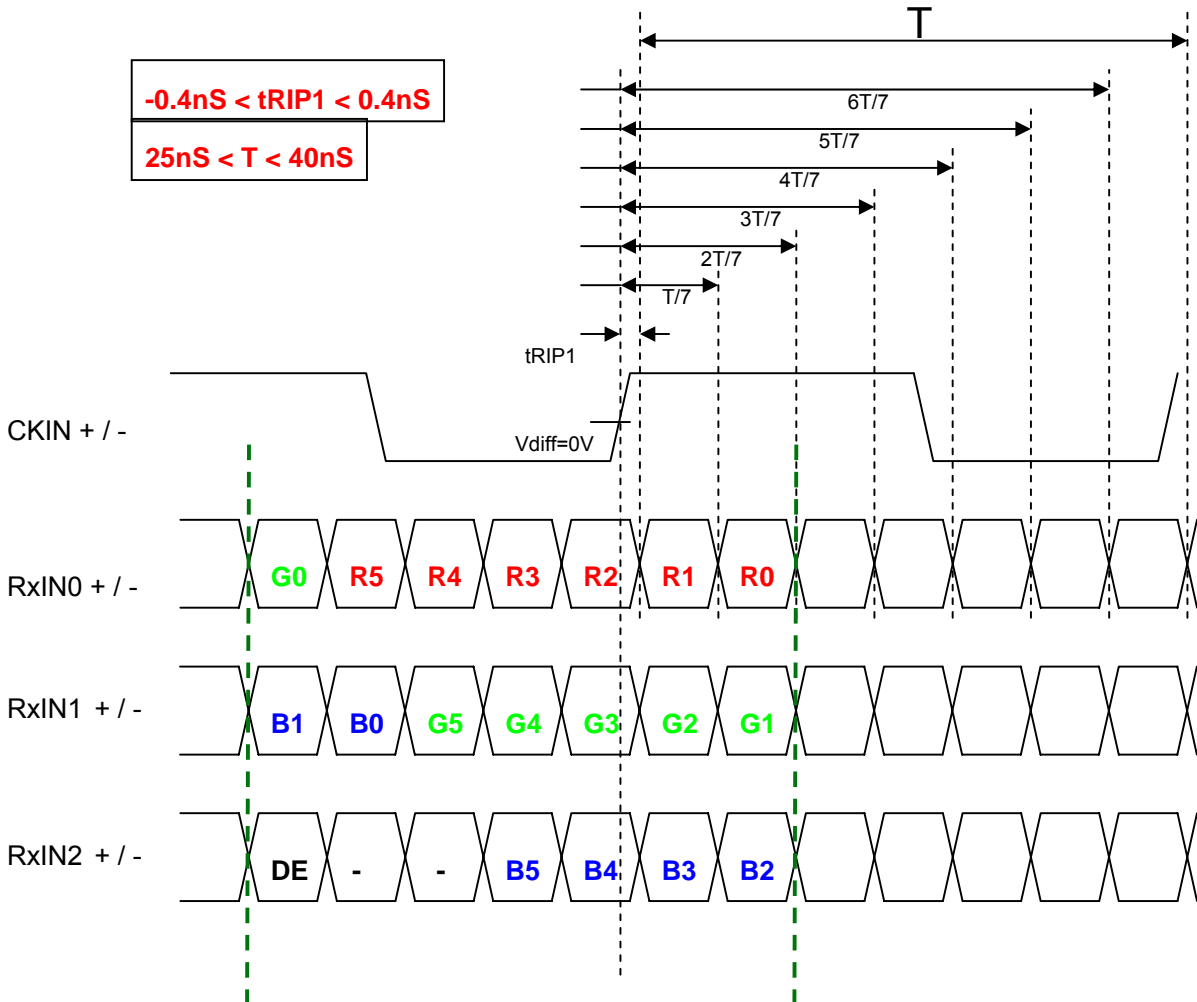 T
-0.4nS < tRIP1 < 0.4nS
25nS < T < 40nS
6T/7
5T/7
4T/7
3T/7
2T/7
T/7
tRIP1
CKIN + / -
Vdiff=0V
RxIN0 + / -
G0 R5 R4 R3 R2 R1 R0
RxIN1 + / -
B1 B0 G5 G4 G3 G2 G1
RxIN2 + / -
DE - - B5 B4 B3 B2